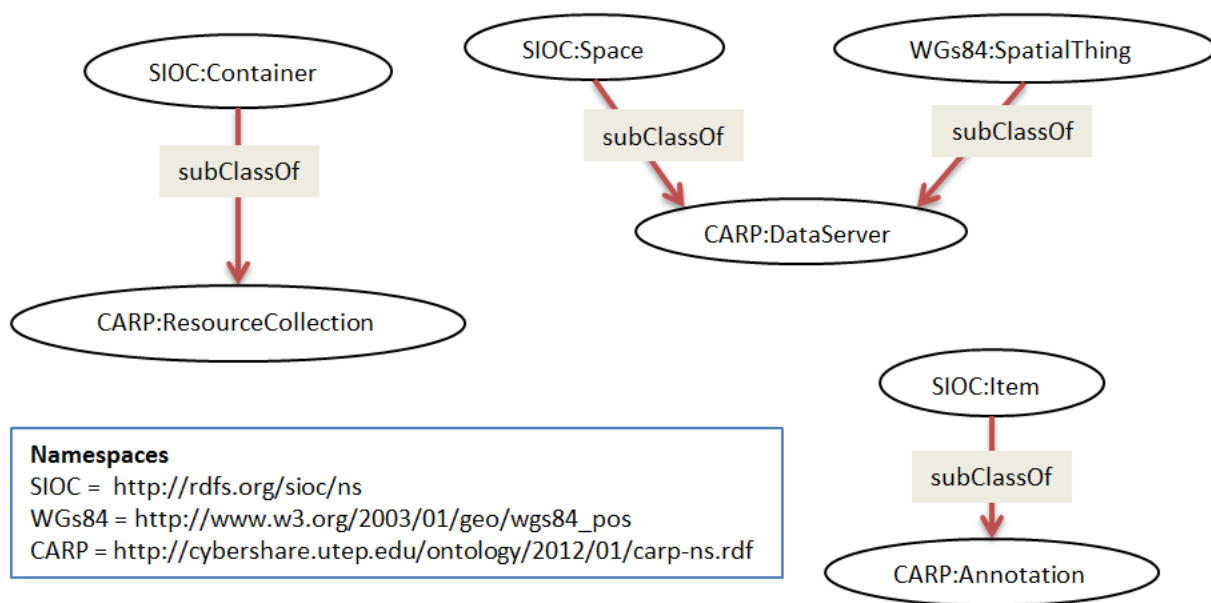 SIOC:Container
SIOC:Space
WGs84:SpatialThing
subClassOf
subClassOf
subClassOf
CARP:DataServer
CARP:ResourceCollection
SIOC:Item
subClassOf
CARP:Annotation
Namespaces
SIOC = http://rdfs.org/sioc/ns
WGs84 = http://www.w3.org/2003/01/geo/wgs84_pos
CARP = http://cybershare.utep.edu/ontology/2012/01/carp-ns.rdf